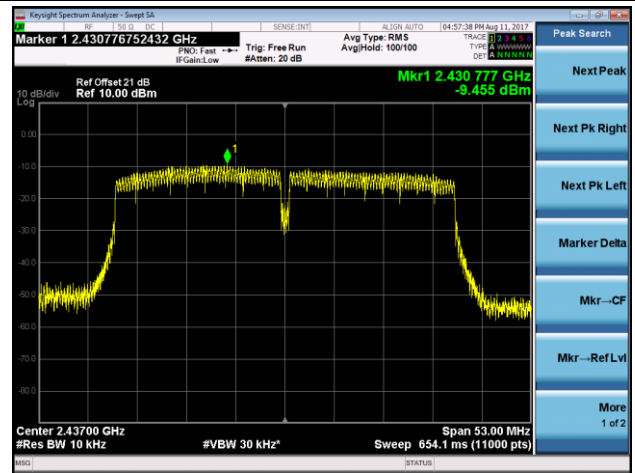 Keysight Spectrum Analyzer - Swept SA
RF 50 Ω DC SENSE:INT ALIGN AUTO 04:57:38 PM Aug 11, 2017
Marker 1 2.430776752432 GHz
PNO: Fast
IFGain:Low
Trig: Free Run
#Atten: 20 dB
Avg Type: RMS
Avg|Hold: 100/100
TRACE 1 2 3 4 5 6
TYPE A WWWWW
DET A N N N N N
Peak Search
Ref Offset 21 dB
10 dB/div Ref 10.00 dBm
Log
Mkr1 2.430 777 GHz
-9.455 dBm
0.00
-10.0
-20.0
-30.0
-40.0
-50.0
-60.0
-70.0
-80.0
1
Center 2.43700 GHz
Span 53.00 MHz
#Res BW 10 kHz
#VBW 30 kHz*
Sweep 654.1 ms (11000 pts)
MSG
STATUS
Next Peak
Next Pk Right
Next Pk Left
Marker Delta
Mkr→CF
Mkr→Ref Lvl
More
1 of 2